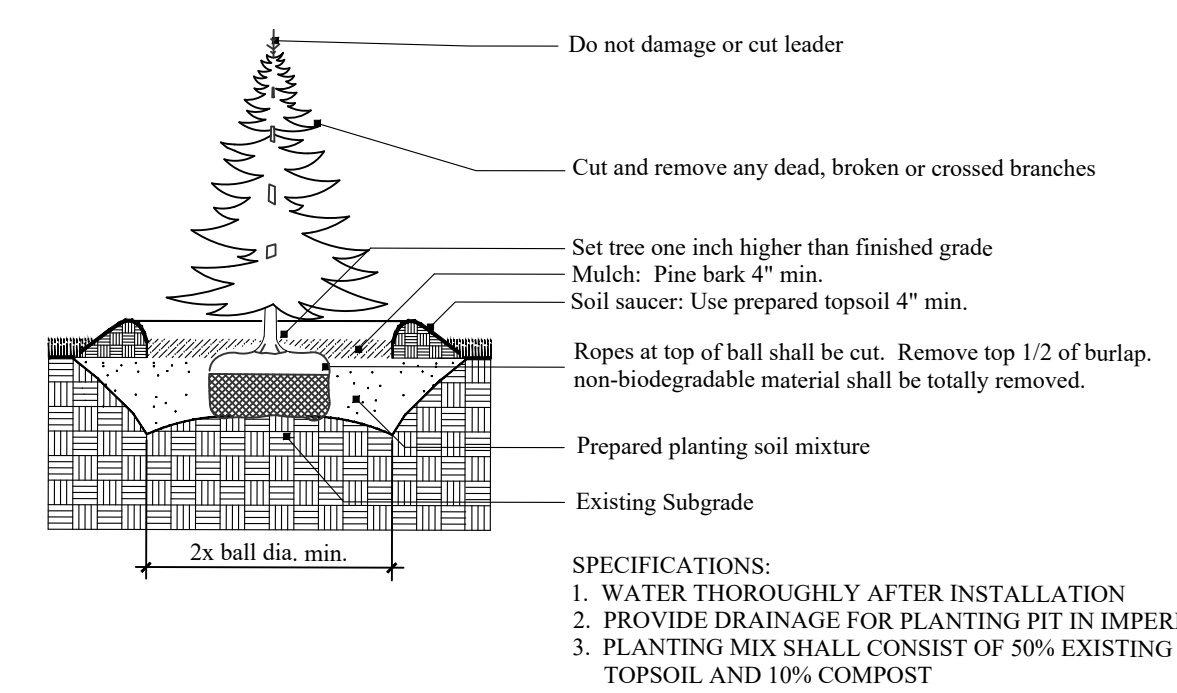 Do not damage or cut leader
Cut and remove any dead, broken or crossed branches
Set tree one inch higher than finished grade
Mulch: Pine bark 4" min.
Soil saucer: Use prepared topsoil 4" min.
Ropes at top of ball shall be cut. Remove top 1/2 of burlap.
non-biodegradable material shall be totally removed.
Prepared planting soil mixture
Existing Subgrade
2x ball dia. min.
SPECIFICATIONS:
1. WATER THOROUGHLY AFTER INSTALLATION
2. PROVIDE DRAINAGE FOR PLANTING PIT IN
3. PLANTING MIX SHALL CONSIST OF 50% EXISTING
TOPSOIL AND 10% COMPOST